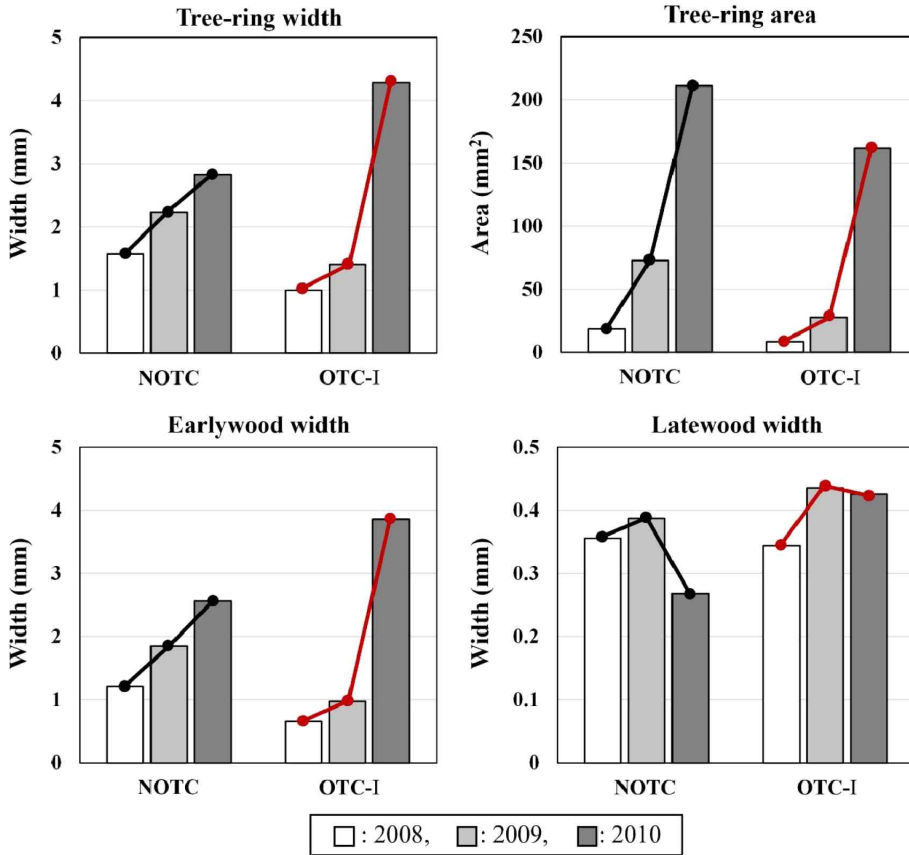 Tree-ring width
5
4
3
2
1
0
Width (mm)
NOTC
OTC-I
Tree-ring area
250
200
150
100
50
0
Area (mm²)
NOTC
OTC-I
Earlywood width
5
4
3
2
1
0
Width (mm)
NOTC
OTC-I
Latewood width
0.5
0.4
0.3
0.2
0.1
0
Width (mm)
NOTC
OTC-I
: 2008, : 2009, : 2010